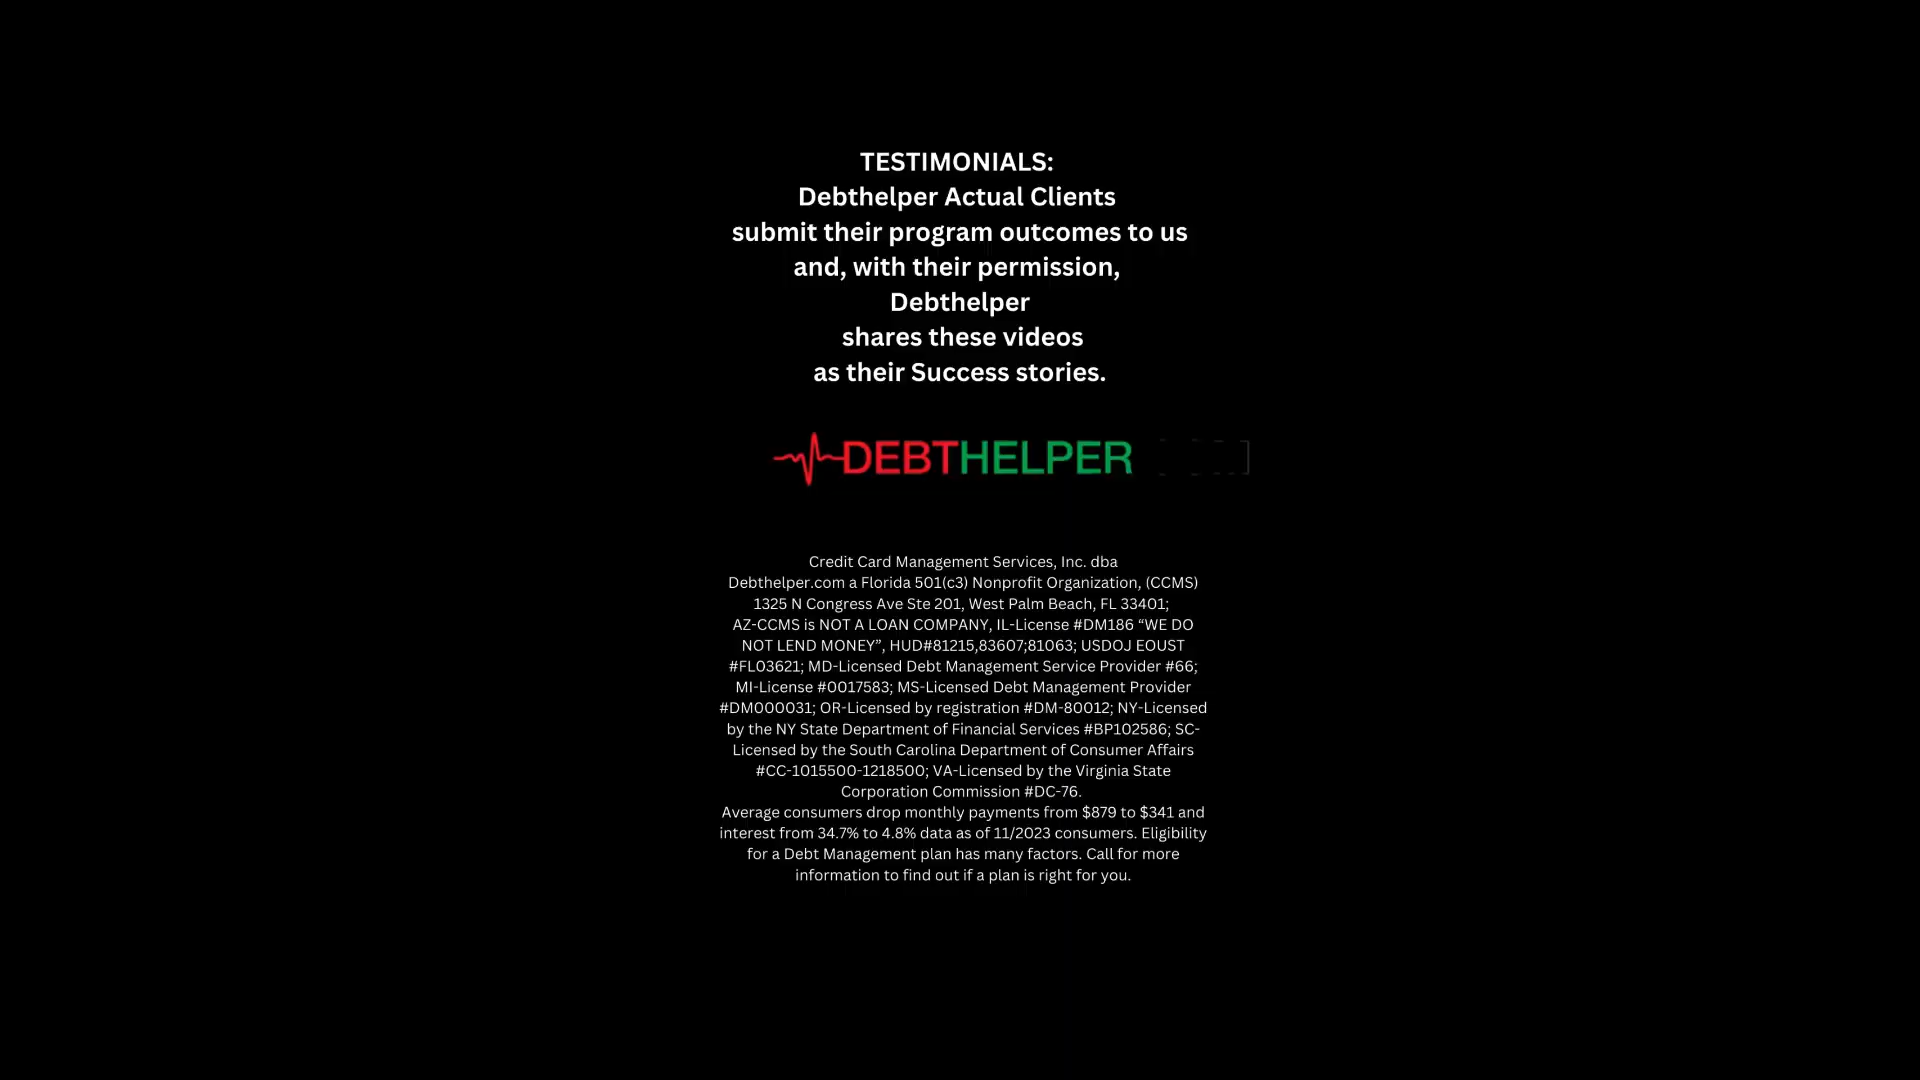 TESTIMONIALS:
Debthelper Actual Clients
submit their program outcomes to us
and, with their permission,
Debthelper
shares these videos
as their Success stories.
DEBTHELPER
Credit Card Management Services, Inc. dba
Debthelper.com a Florida 501(c3) Nonprofit Organization, (CCMS)
1325 N Congress Ave Ste 201, West Palm Beach, FL 33401;
AZ-CCMS is NOT A LOAN COMPANY, IL-License #DM186 “WE DO
NOT LEND MONEY”, HUD#81215,83607;81063; USDOJ EOUST
#FL03621; MD-Licensed Debt Management Service Provider #66;
MI-License #0017583; MS-Licensed Debt Management Provider
#DM000031; OR-Licensed by registration #DM-80012; NY-Licensed
by the NY State Department of Financial Services #BP102586; SC-
Licensed by the South Carolina Department of Consumer Affairs
#CC-1015500-1218500; VA-Licensed by the Virginia State
Corporation Commission #DC-76.
Average consumers drop monthly payments from $879 to $341 and
interest from 34.7% to 4.8% data as of 11/2023 consumers. Eligibility
for a Debt Management plan has many factors. Call for more
information to find out if a plan is right for you.